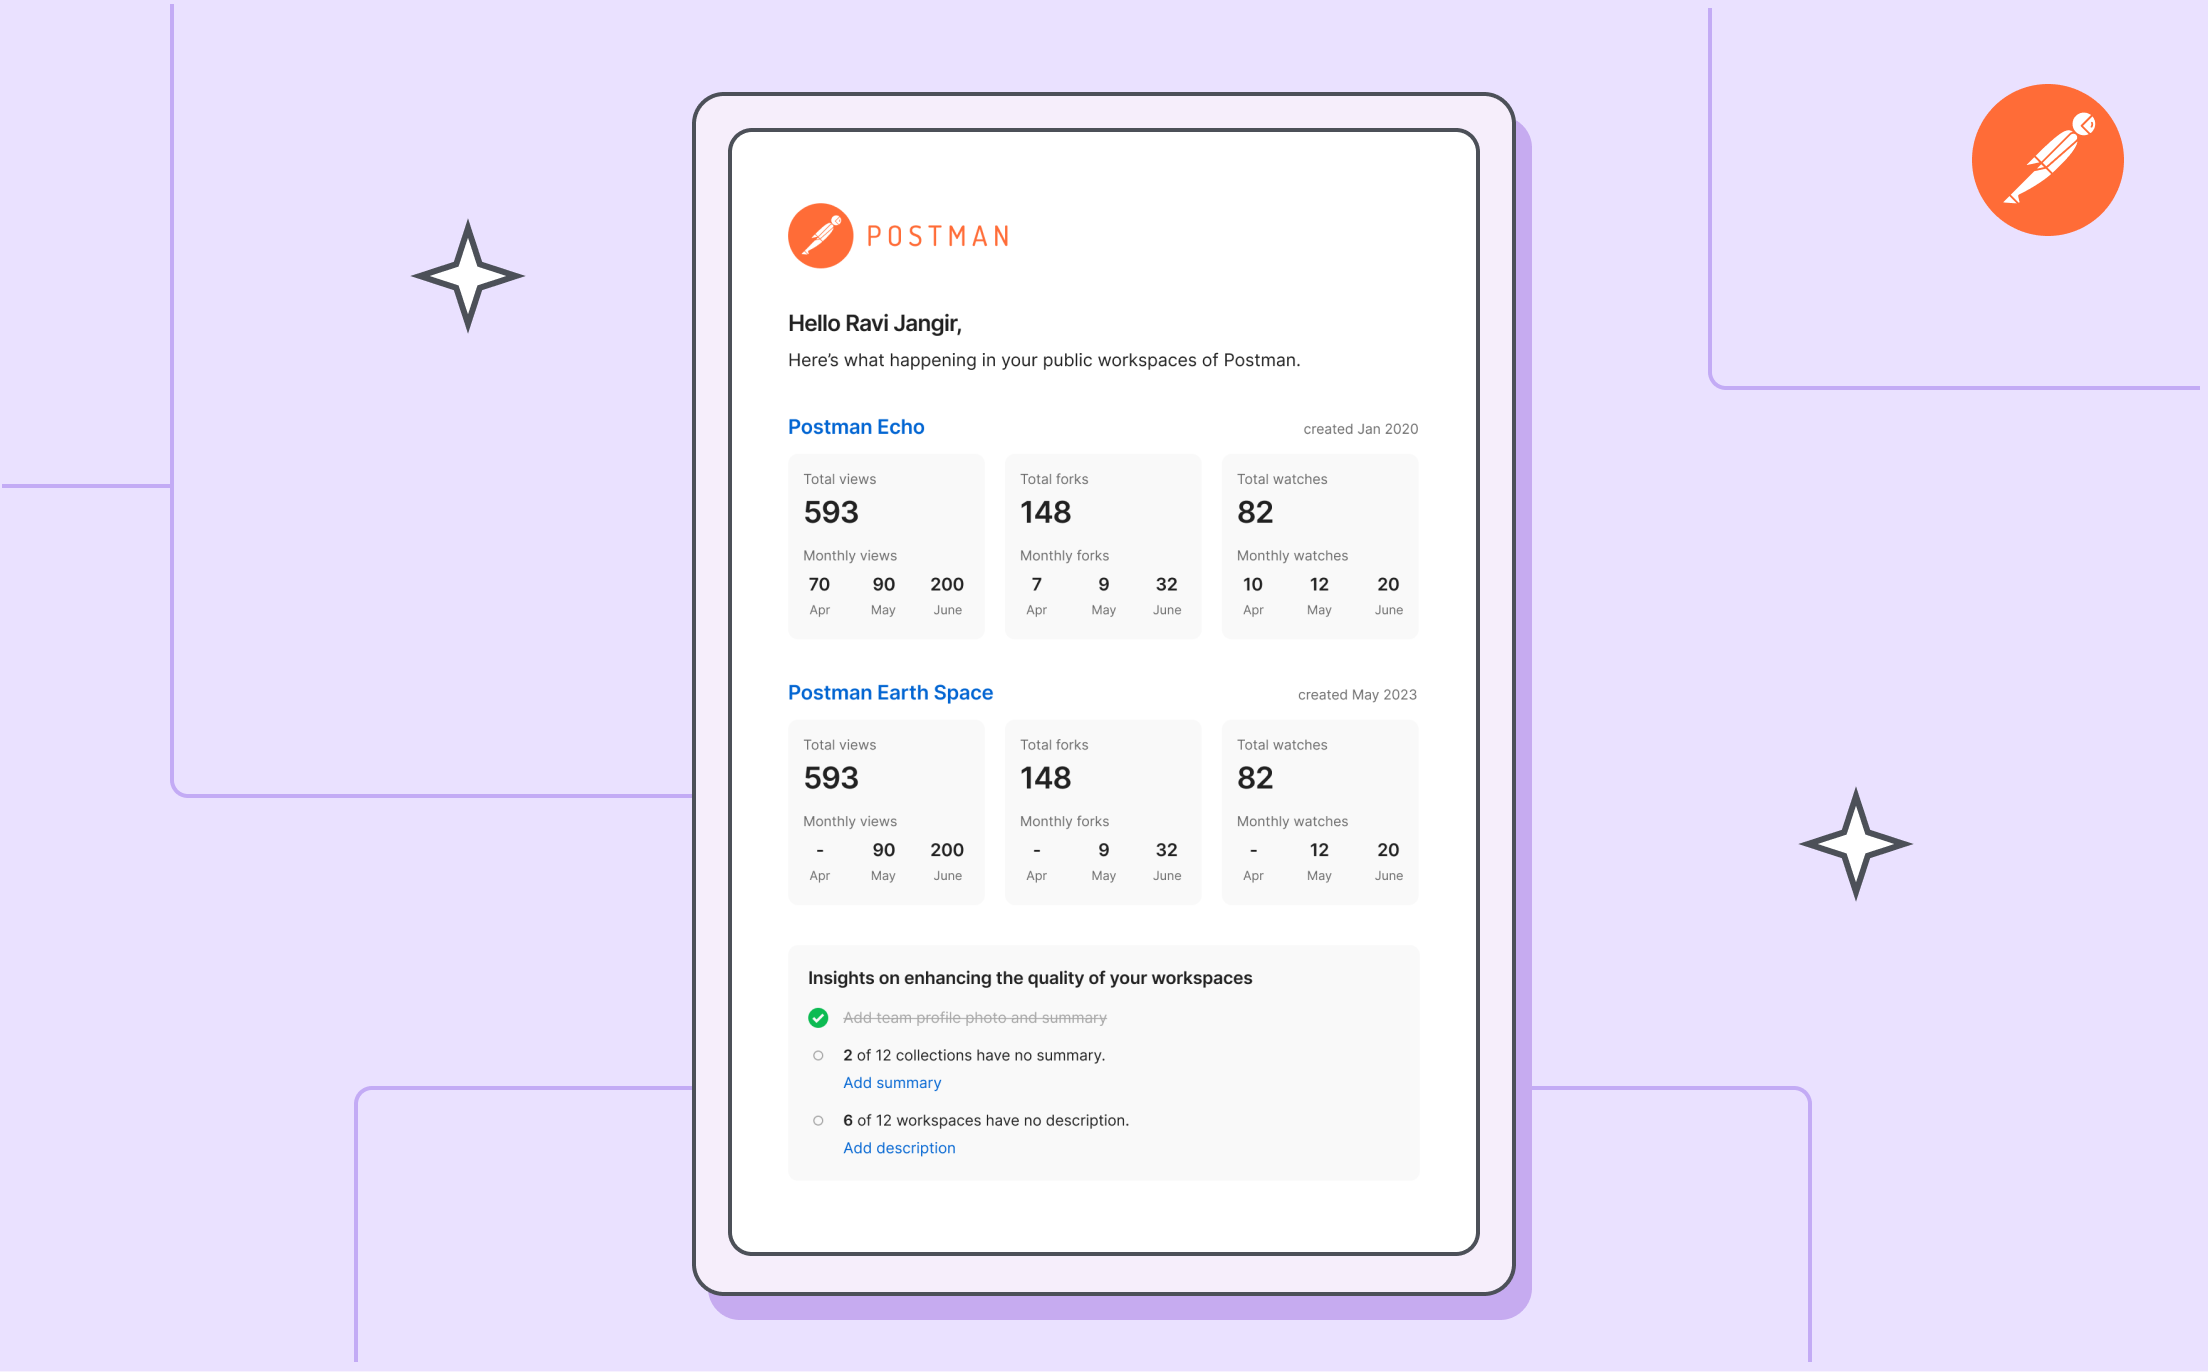 POSTMAN
Hello Ravi Jangir,
Here’s what happening in your public workspaces of Postman.
Postman Echo
created Jan 2020
Total views
593
Monthly views
70 90 200
Apr May June
Total forks
148
Monthly forks
7 9 32
Apr May June
Total watches
82
Monthly watches
10 12 20
Apr May June
Postman Earth Space
created May 2023
Total views
593
Monthly views
- 90 200
Apr May June
Total forks
148
Monthly forks
- 9 32
Apr May June
Total watches
82
Monthly watches
- 12 20
Apr May June
Insights on enhancing the quality of your workspaces
Add team profile photo and summary
2 of 12 collections have no summary.
Add summary
6 of 12 workspaces have no description.
Add description